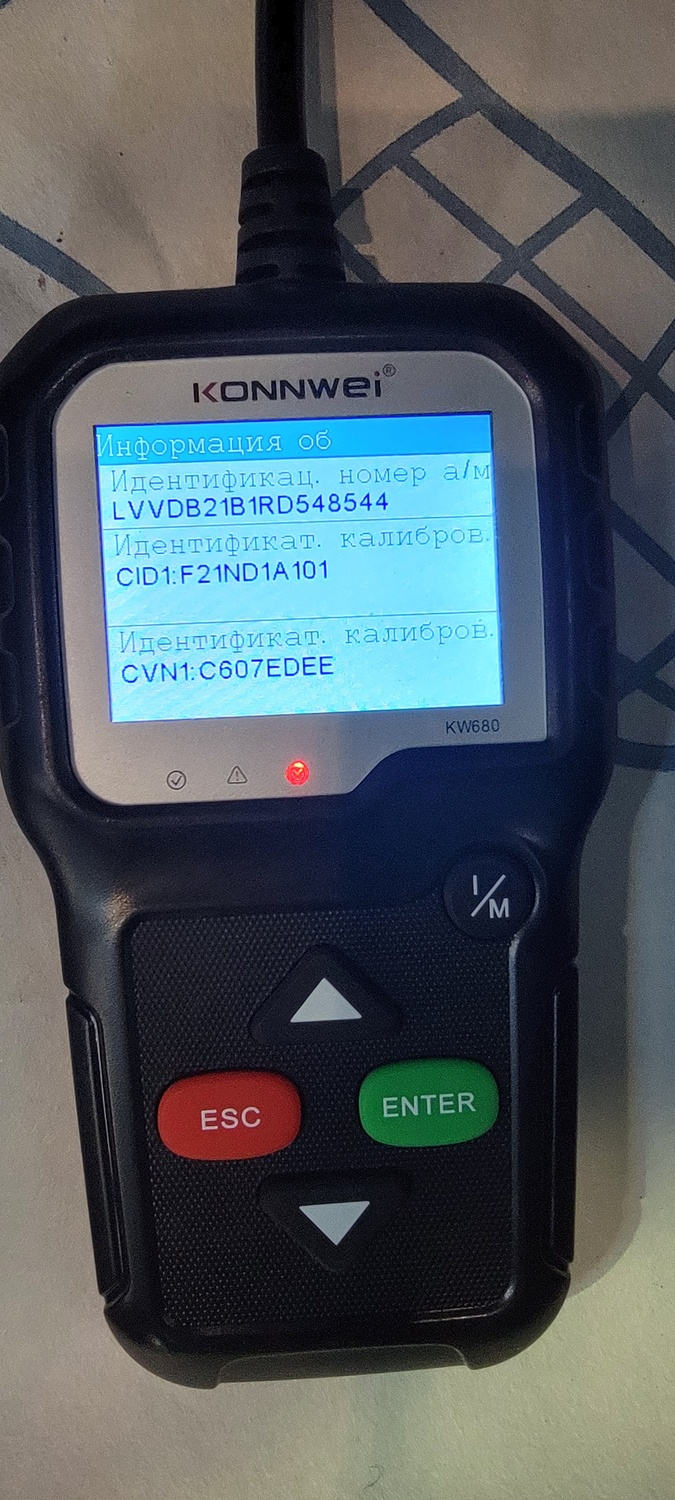 KONNWEI®
Информация об
Идентификац. номер а/м
LVVDB21B1RD548544
Идентификат. калибров.
CID1:F21ND1A101
Идентификат. калибров.
CVN1:C607EDEE
KW680
I/M
ESC
ENTER